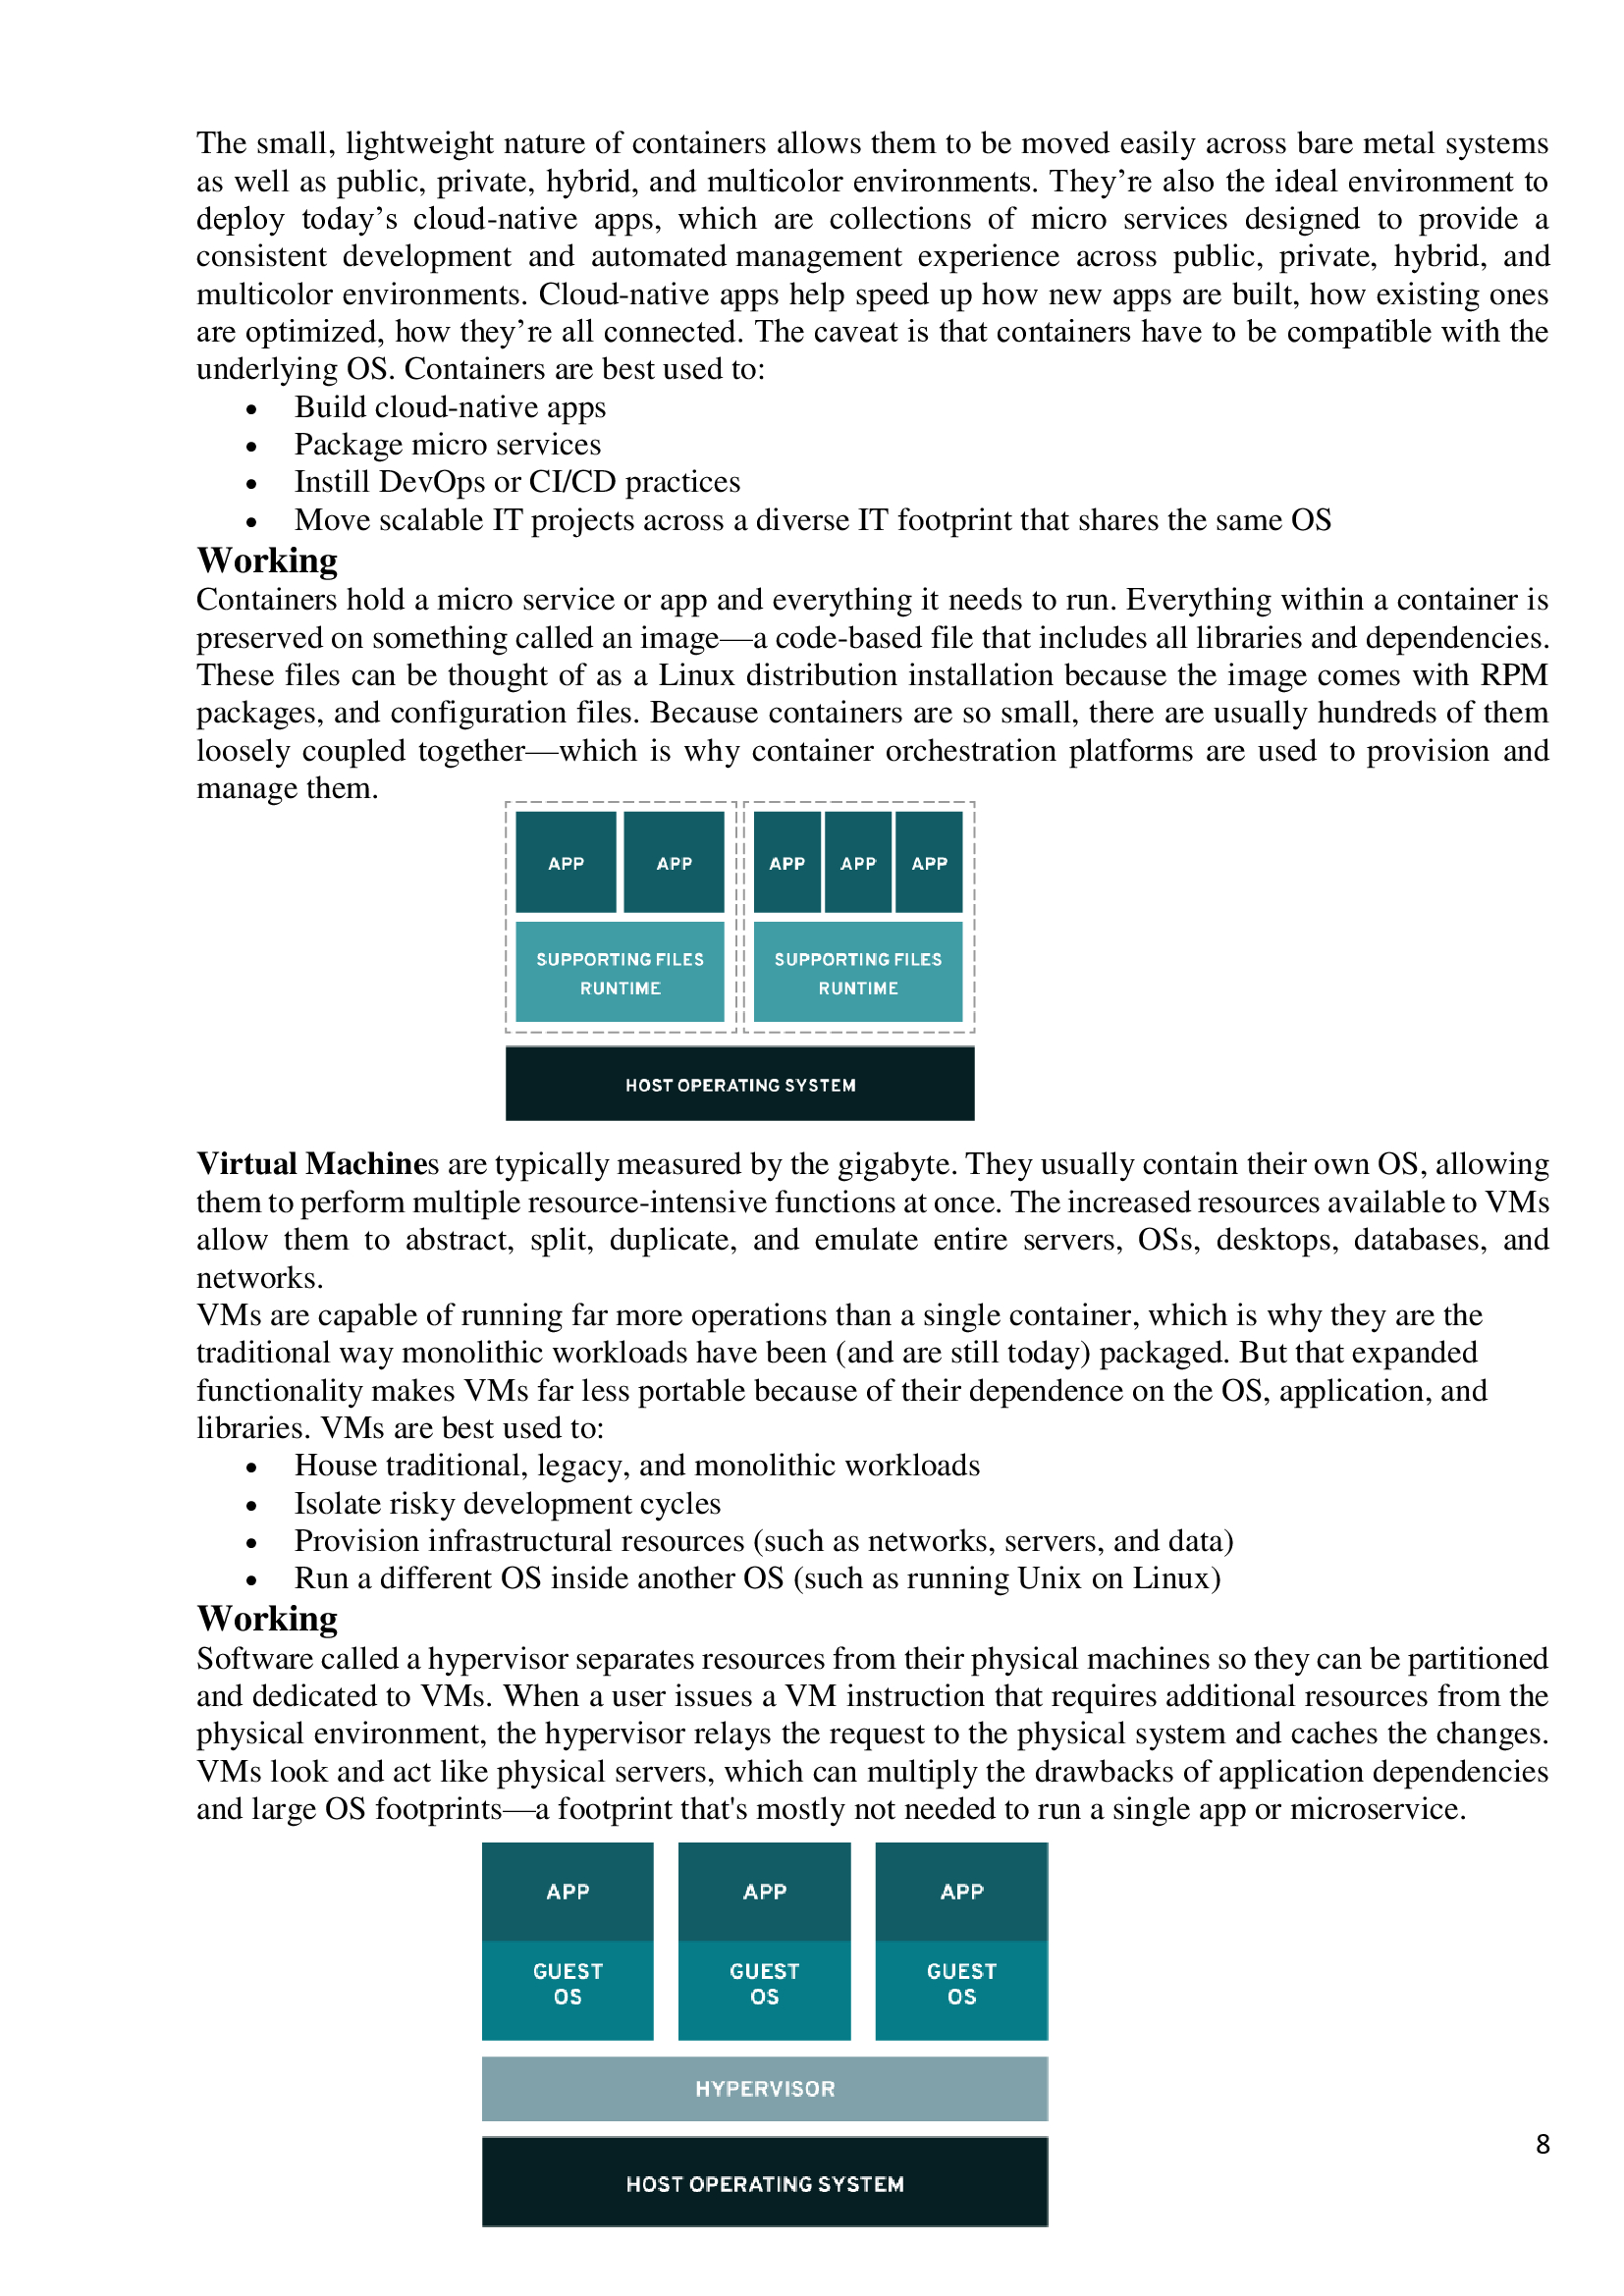 The small, lightweight nature of containers allows them to be moved easily across bare metal systems
as well as public, private, hybrid, and multicolor environments. They’re also the ideal environment to
deploy today’s cloud-native apps, which are collections of micro services designed to provide a
consistent development and automated management experience across public, private, hybrid, and
multicolor environments. Cloud-native apps help speed up how new apps are built, how existing ones
are optimized, how they’re all connected. The caveat is that containers have to be compatible with the
underlying OS. Containers are best used to:
• Build cloud-native apps
• Package micro services
• Instill DevOps or CI/CD practices
• Move scalable IT projects across a diverse IT footprint that shares the same OS
Working
Containers hold a micro service or app and everything it needs to run. Everything within a container is
preserved on something called an image—a code-based file that includes all libraries and dependencies.
These files can be thought of as a Linux distribution installation because the image comes with RPM
packages, and configuration files. Because containers are so small, there are usually hundreds of them
loosely coupled together—which is why container orchestration platforms are used to provision and
manage them.
APP APP APP APP APP
SUPPORTING FILES SUPPORTING FILES
RUNTIME RUNTIME
HOST OPERATING SYSTEM
Virtual Machines are typically measured by the gigabyte. They usually contain their own OS, allowing
them to perform multiple resource-intensive functions at once. The increased resources available to VMs
allow them to abstract, split, duplicate, and emulate entire servers, OSs, desktops, databases, and
networks.
VMs are capable of running far more operations than a single container, which is why they are the
traditional way monolithic workloads have been (and are still today) packaged. But that expanded
functionality makes VMs far less portable because of their dependence on the OS, application, and
libraries. VMs are best used to:
• House traditional, legacy, and monolithic workloads
• Isolate risky development cycles
• Provision infrastructural resources (such as networks, servers, and data)
• Run a different OS inside another OS (such as running Unix on Linux)
Working
Software called a hypervisor separates resources from their physical machines so they can be partitioned
and dedicated to VMs. When a user issues a VM instruction that requires additional resources from the
physical environment, the hypervisor relays the request to the physical system and caches the changes.
VMs look and act like physical servers, which can multiply the drawbacks of application dependencies
and large OS footprints—a footprint that's mostly not needed to run a single app or microservice.
APP APP APP
GUEST GUEST GUEST
OS OS OS
HYPERVISOR
8
HOST OPERATING SYSTEM